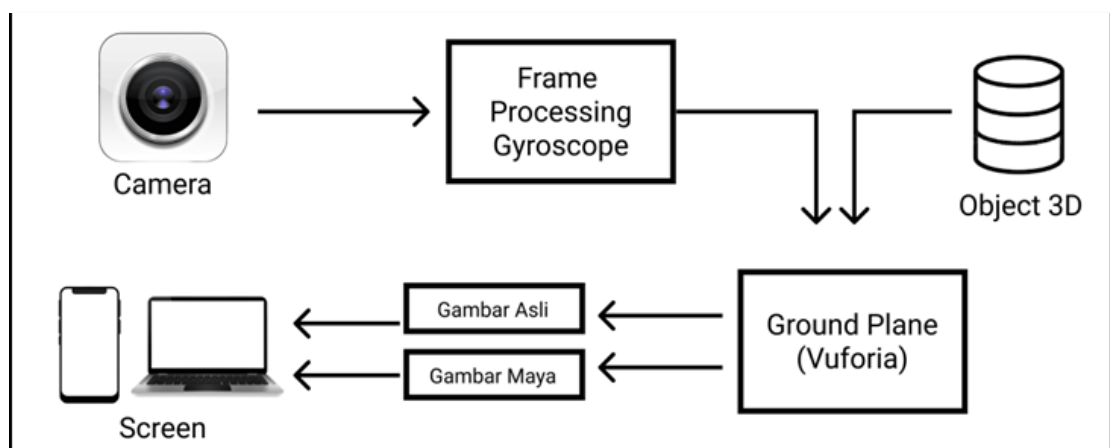 Camera
Frame
Processing
Gyroscope
Object 3D
Ground Plane
(Vuforia)
Gambar Asli
Gambar Maya
Screen